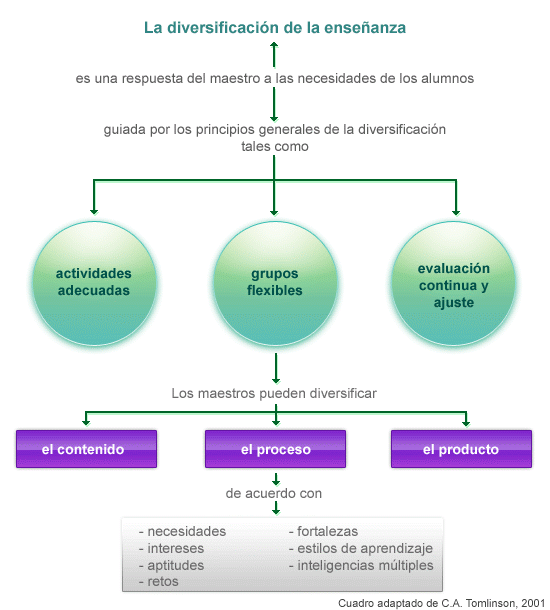 La diversificación de la enseñanza
es una respuesta del maestro a las necesidades de los alumnos
guiada por los principios generales de la diversificación
tales como
actividades
adecuadas
grupos
flexibles
evaluación
continua y
ajuste
Los maestros pueden diversificar
el contenido
el proceso
el producto
de acuerdo con
- necesidades
- intereses
- aptitudes
- retos
- fortalezas
- estilos de aprendizaje
- inteligencias múltiples
Cuadro adaptado de C.A. Tomlinson, 2001